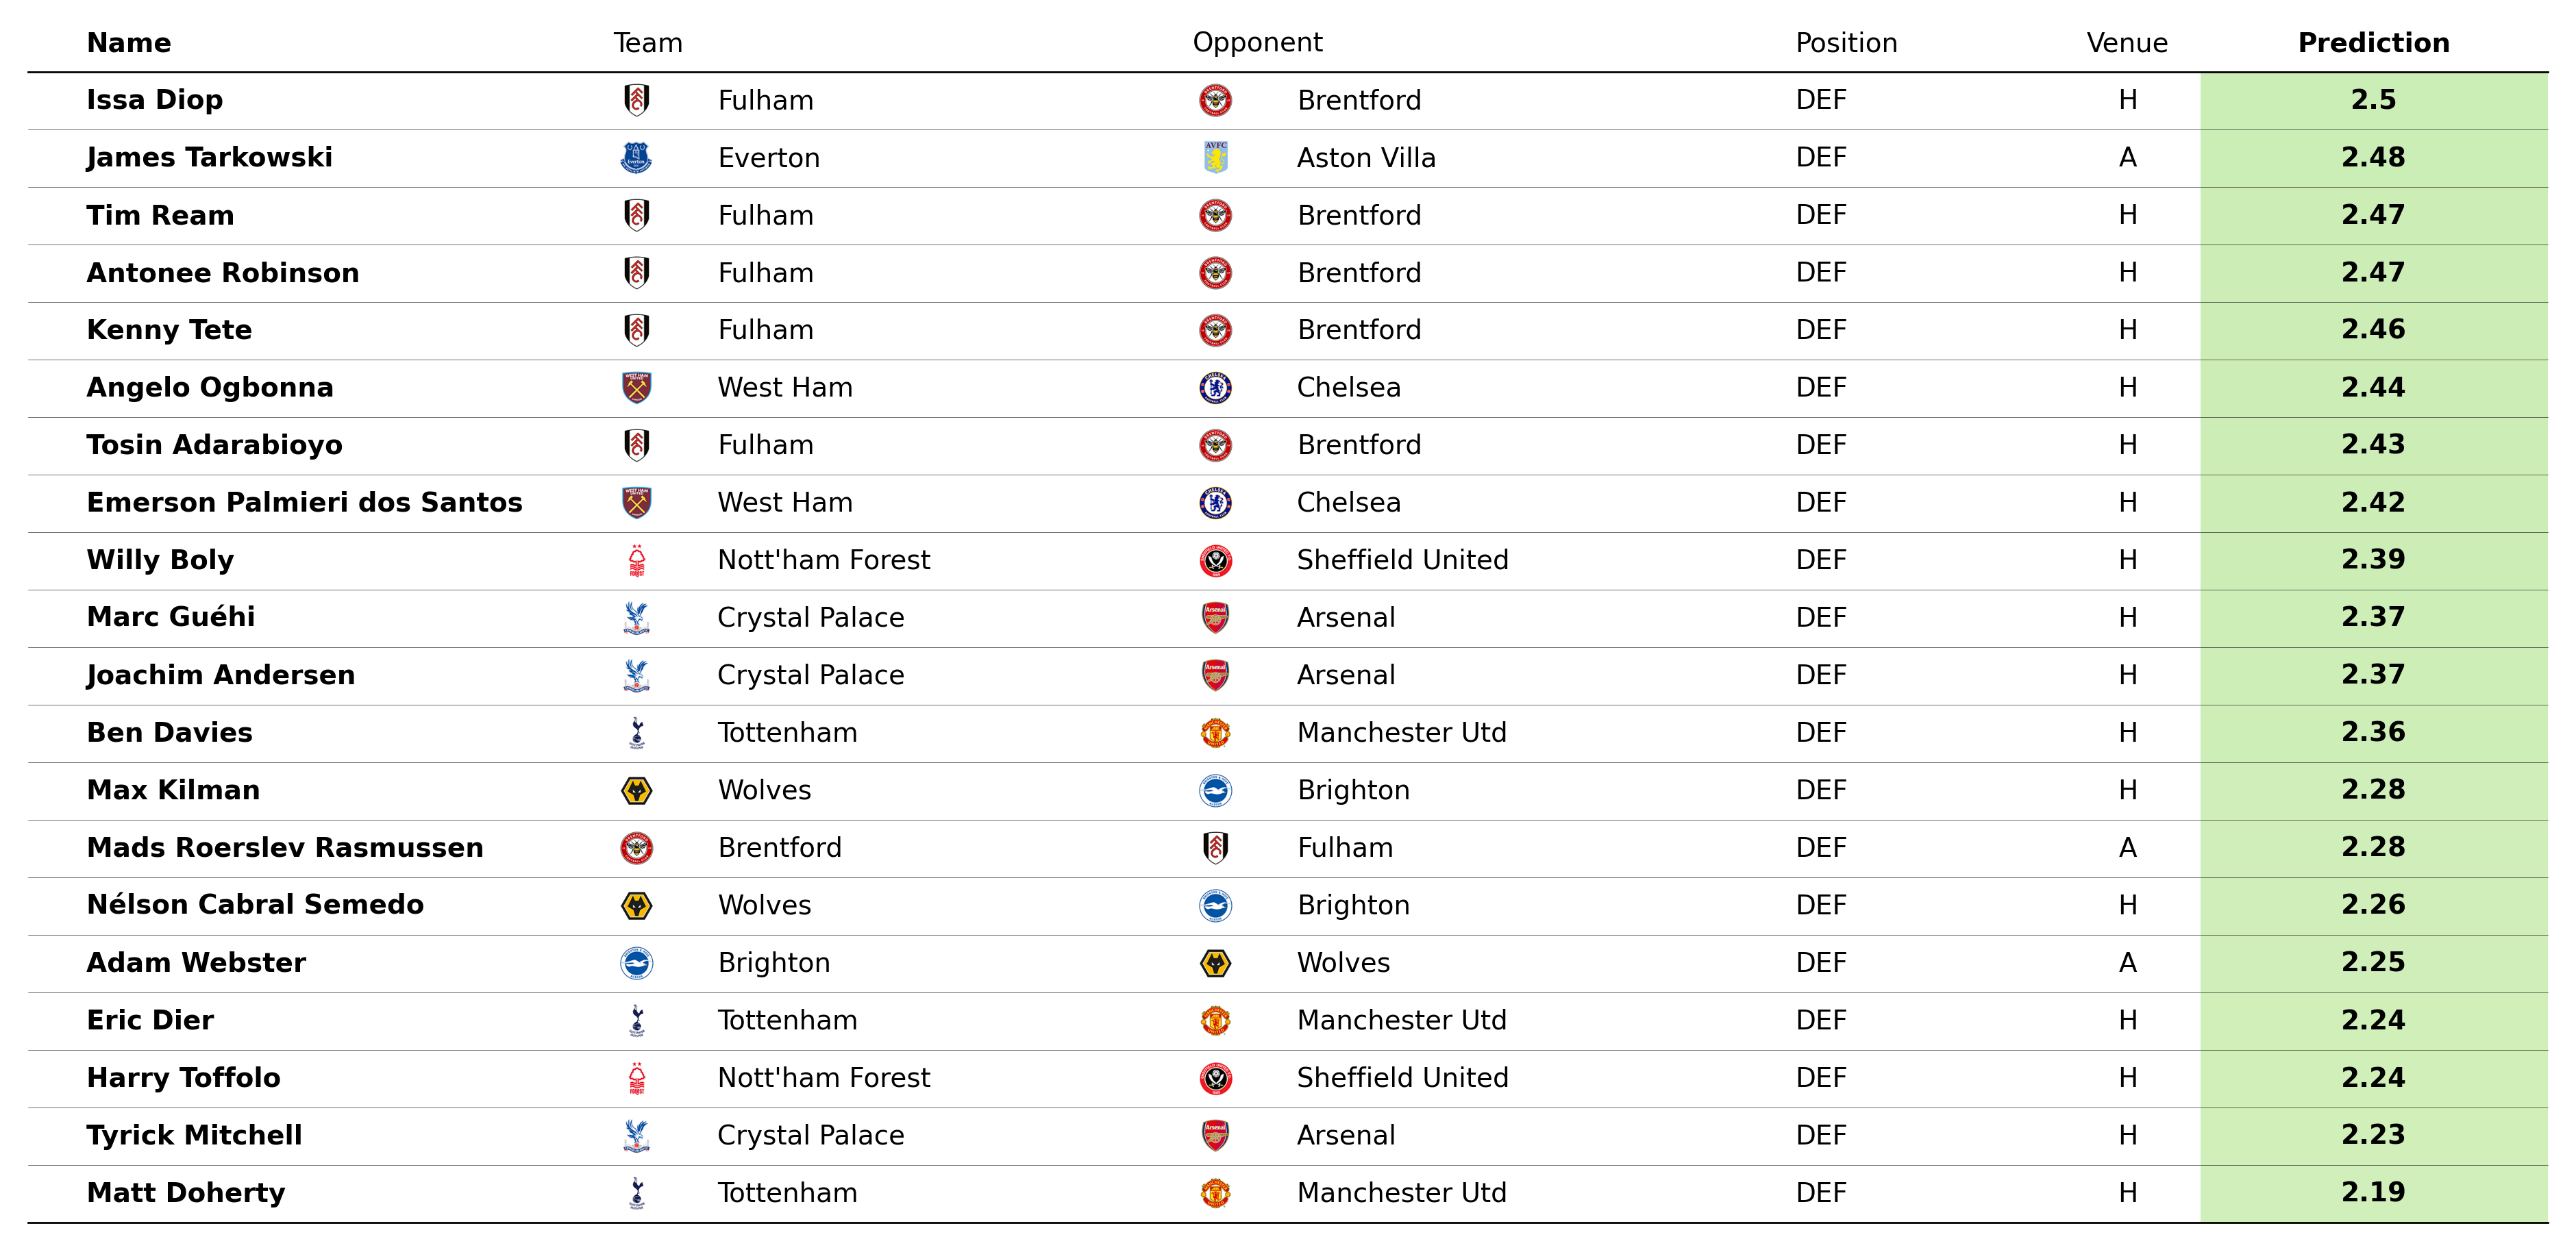 Name Team Opponent Position Venue Prediction
Issa Diop Fulham Brentford DEF H 2.5
James Tarkowski Everton Aston Villa DEF A 2.48
Tim Ream Fulham Brentford DEF H 2.47
Antonee Robinson Fulham Brentford DEF H 2.47
Kenny Tete Fulham Brentford DEF H 2.46
Angelo Ogbonna West Ham Chelsea DEF H 2.44
Tosin Adarabioyo Fulham Brentford DEF H 2.43
Emerson Palmieri dos Santos West Ham Chelsea DEF H 2.42
Willy Boly Nott'ham Forest Sheffield United DEF H 2.39
Marc Guéhi Crystal Palace Arsenal DEF H 2.37
Joachim Andersen Crystal Palace Arsenal DEF H 2.37
Ben Davies Tottenham Manchester Utd DEF H 2.36
Max Kilman Wolves Brighton DEF H 2.28
Mads Roerslev Rasmussen Brentford Fulham DEF A 2.28
Nélson Cabral Semedo Wolves Brighton DEF H 2.26
Adam Webster Brighton Wolves DEF A 2.25
Eric Dier Tottenham Manchester Utd DEF H 2.24
Harry Toffolo Nott'ham Forest Sheffield United DEF H 2.24
Tyrick Mitchell Crystal Palace Arsenal DEF H 2.23
Matt Doherty Tottenham Manchester Utd DEF H 2.19